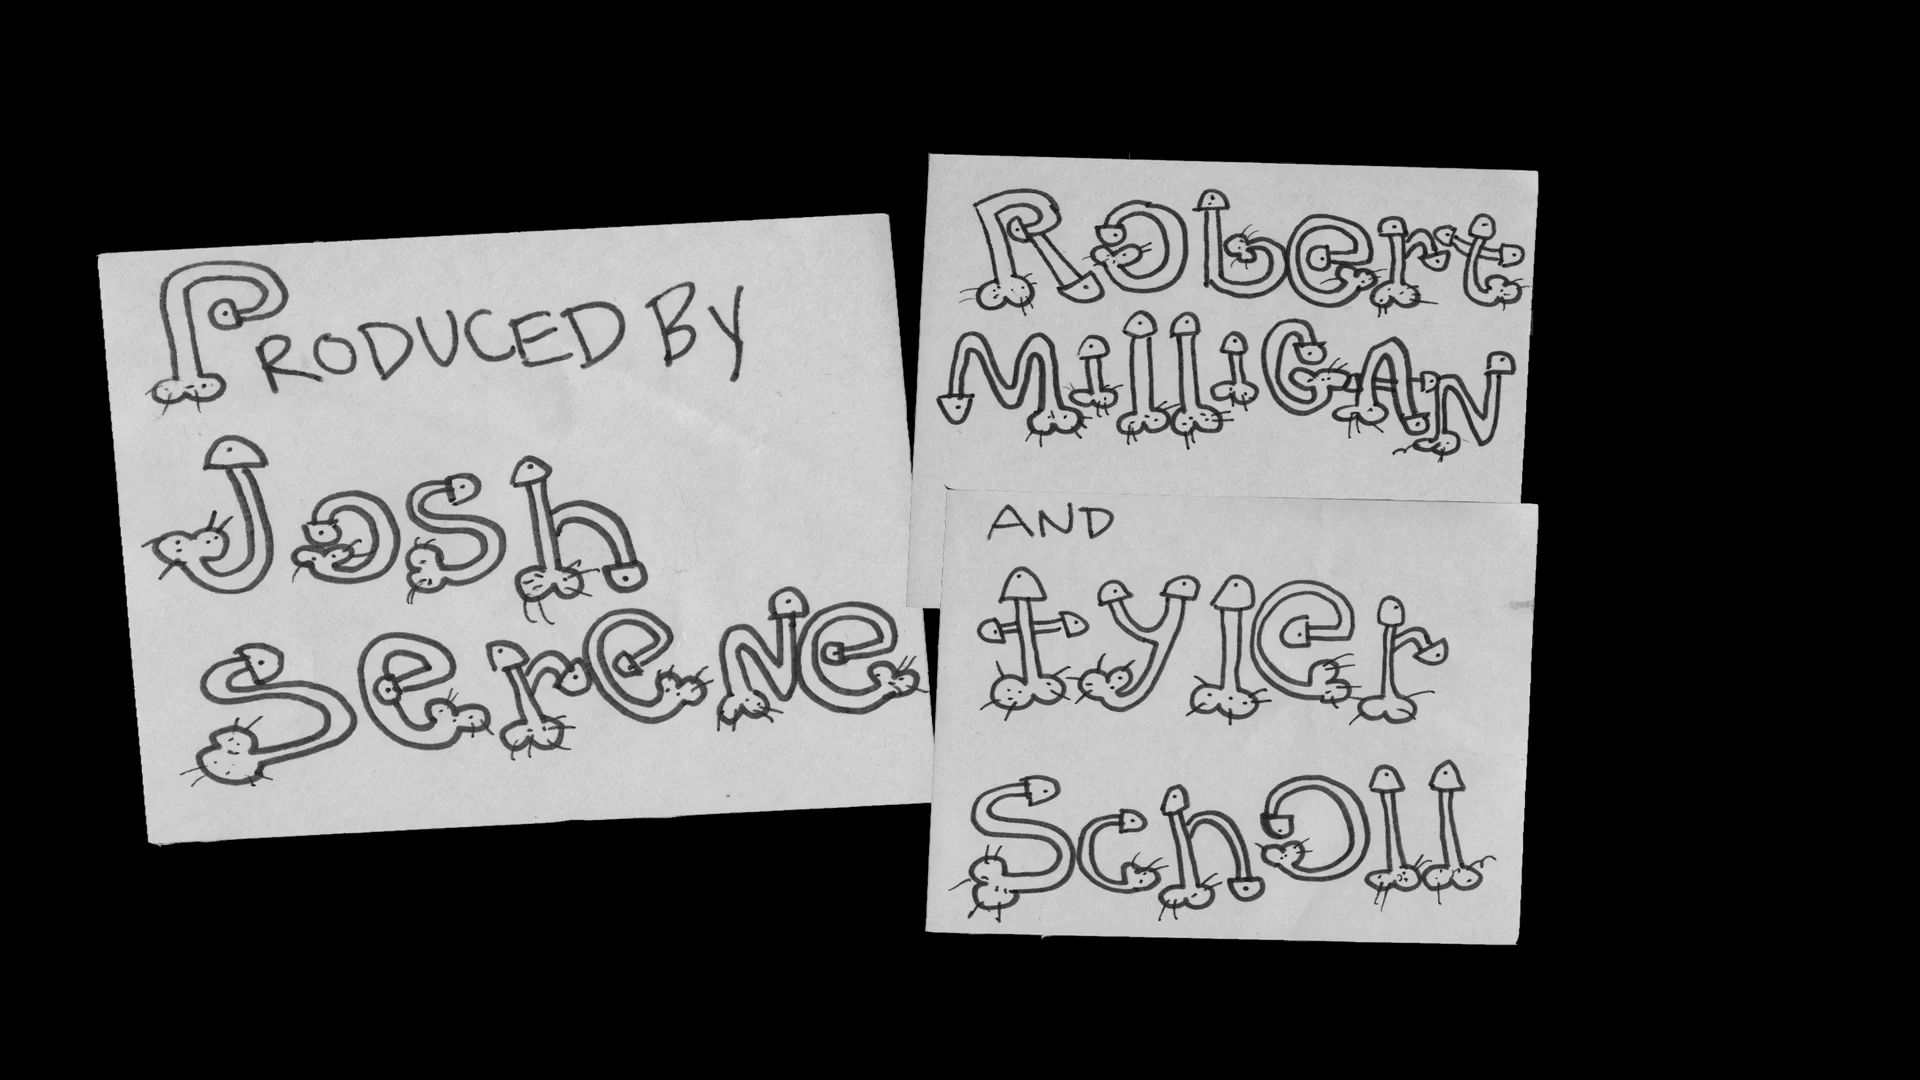 PRODUCED BY
Josh
SereNe
RobeRt
MilliGAN
AND
tyler
Scholl